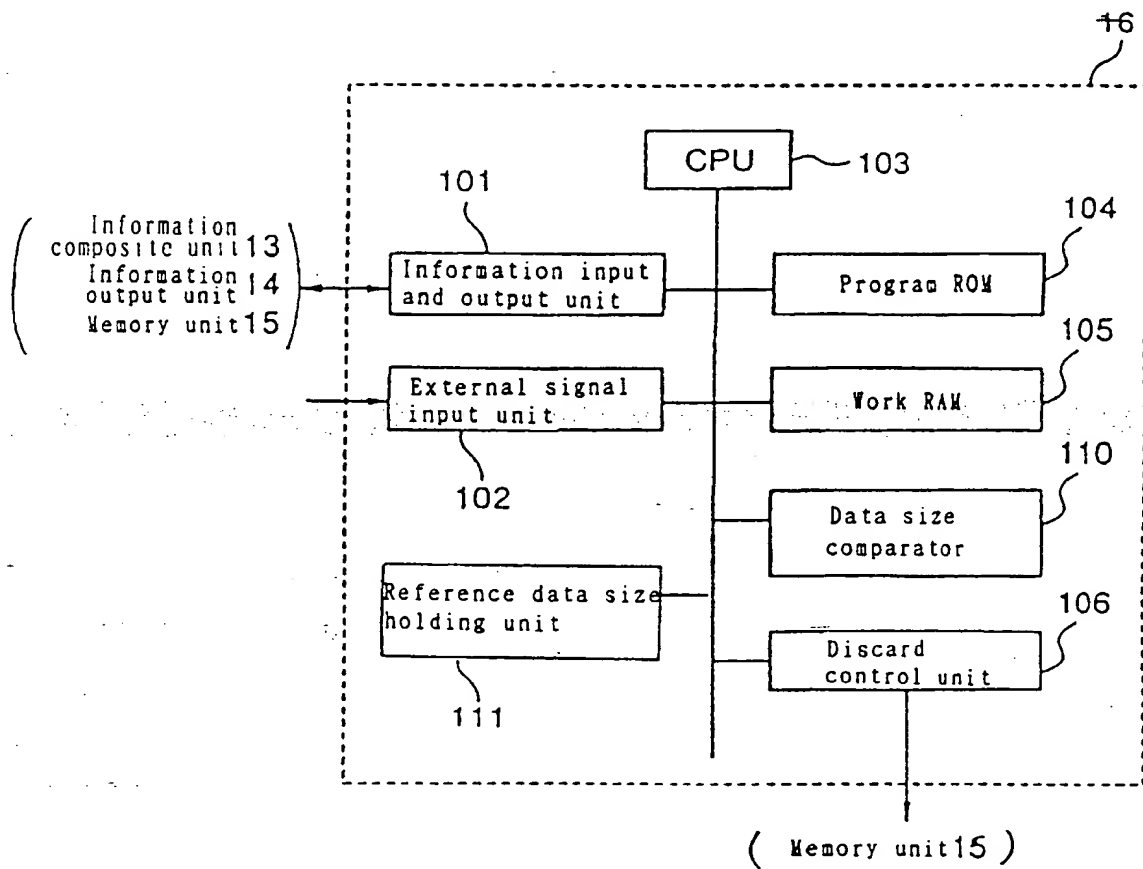 16
CPU
103
101
104
Information
composite unit 13
Information
output unit 14
Memory unit 15
Information input
and output unit
Program ROM
105
External signal
input unit
Work RAM
102
110
Data size
comparator
Reference data size
holding unit
106
Discard
control unit
111
( Memory unit 15 )